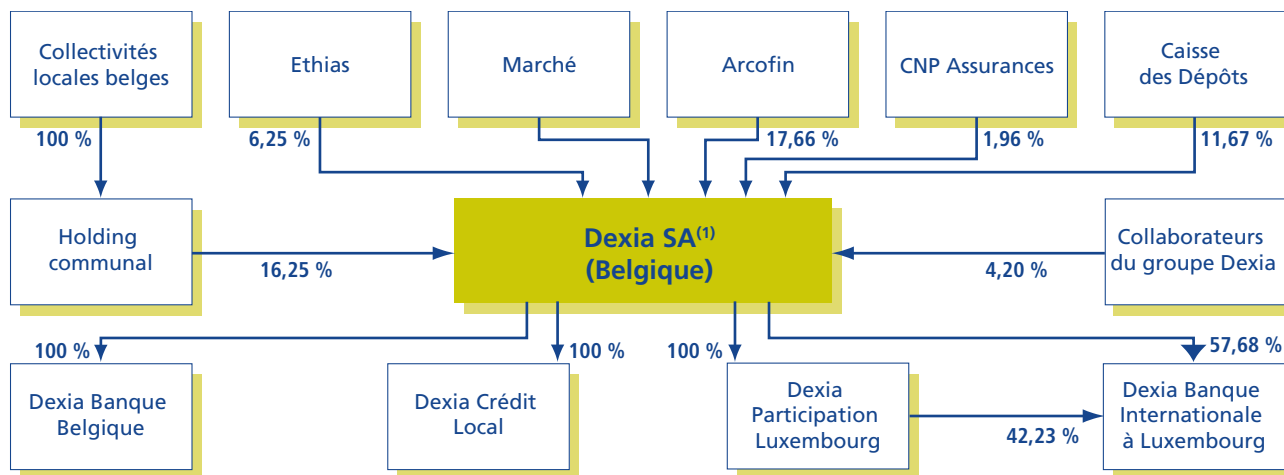 Collectivités
locales belges
Ethias
Marché
Arcofin
CNP Assurances
Caisse
des Dépôts
100 %
6,25 %
17,66 %
1,96 %
11,67 %
Holding
communal
16,25 %
Dexia SA(1)
(Belgique)
4,20 %
Collaborateurs
du groupe Dexia
100 %
100 %
100 %
57,68 %
Dexia Banque
Belgique
Dexia Crédit
Local
Dexia
Participation
Luxembourg
42,23 %
Dexia Banque
Internationale
à Luxembourg